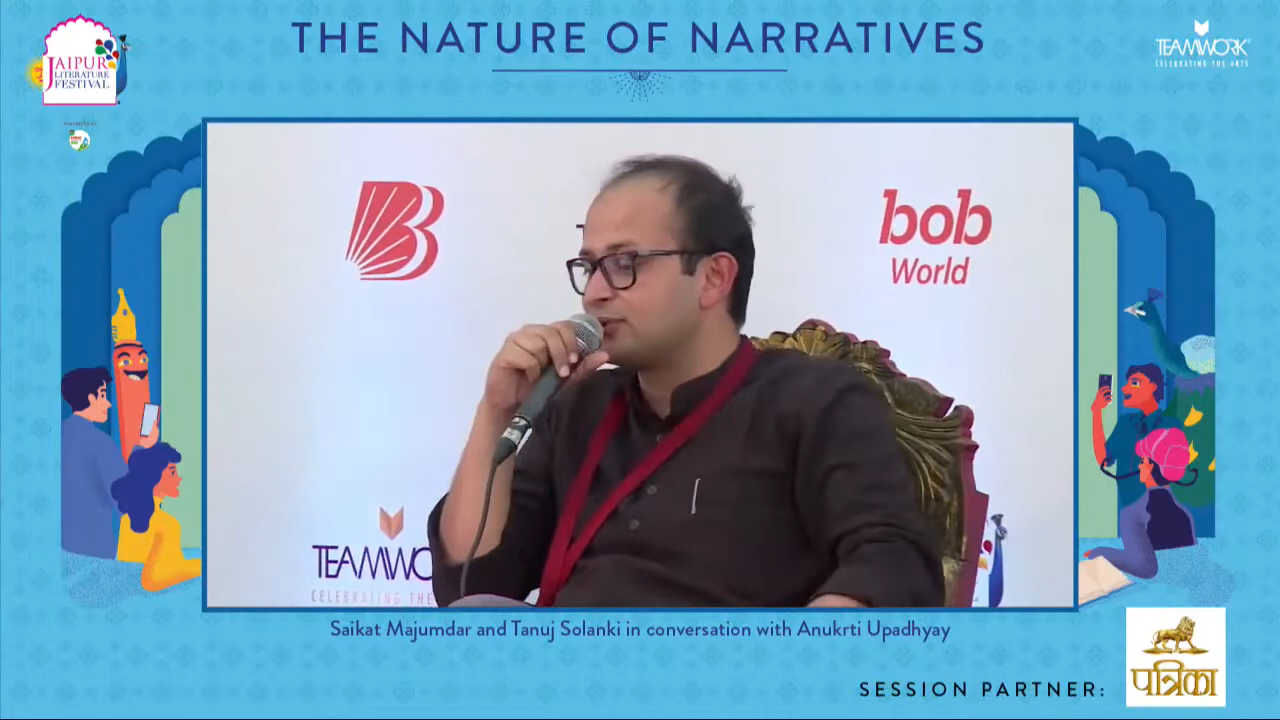 THE NATURE OF NARRATIVES
JAIPUR
LITERATURE
FESTIVAL
TEAMWORK
CELEBRATING THE ARTS
bob
World
TEAMWO
CELEBRATING THE
Saikat Majumdar and Tanuj Solanki in conversation with Anukrti Upadhyay
SESSION PARTNER:
पत्रिका